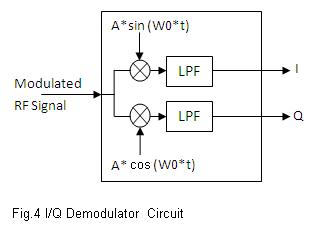 A*sin (W0*t)
LPF
I
Modulated
RF Signal
LPF
Q
A* cos (W0*t)
Fig.4 I/Q Demodulator Circuit